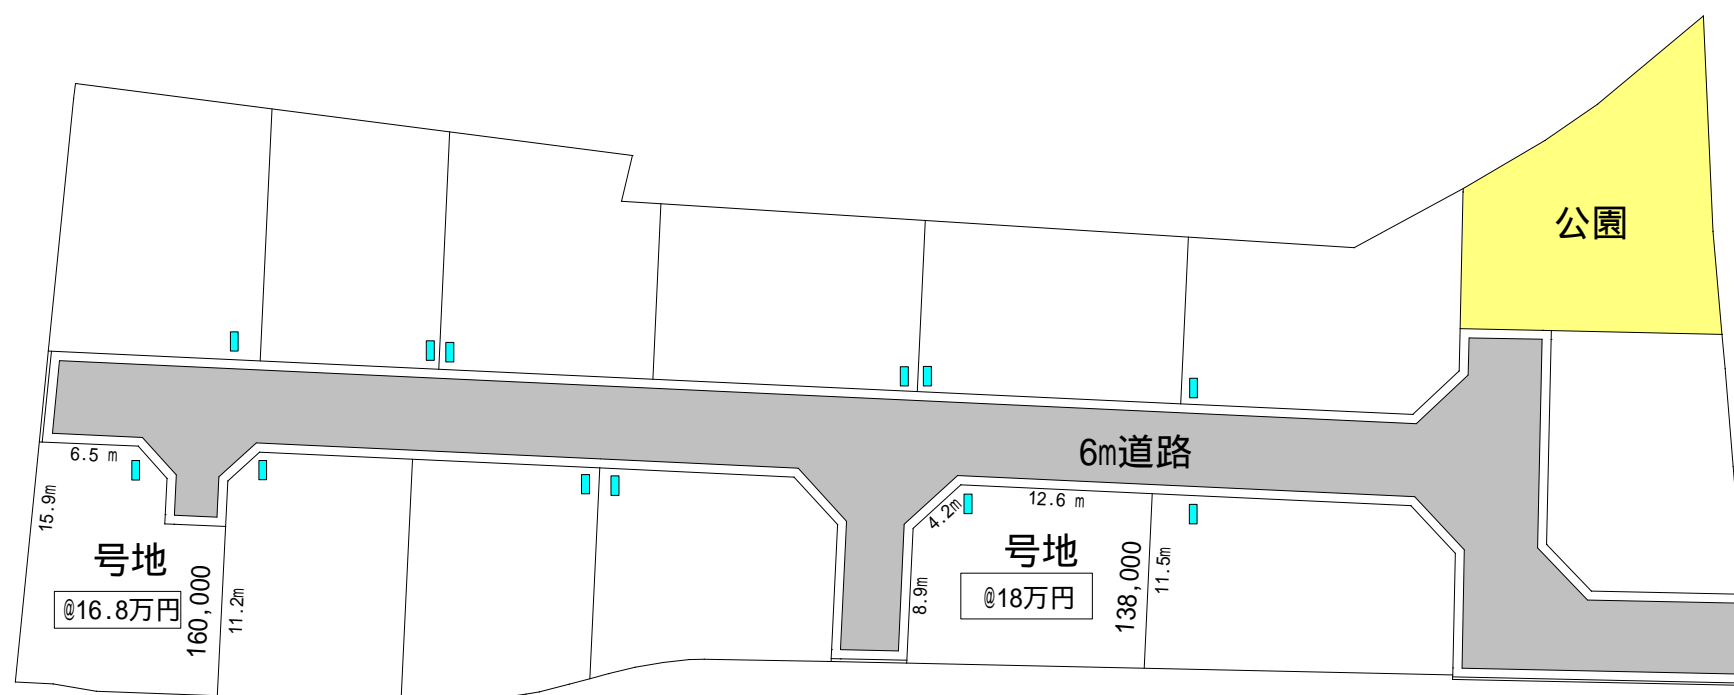 公園
6m道路
6.5 m
15.9m
号地
@16.8万円
160,000
11.2m
4.2m
12.6 m
号地
@18万円
8.9m
138,000
11.5m